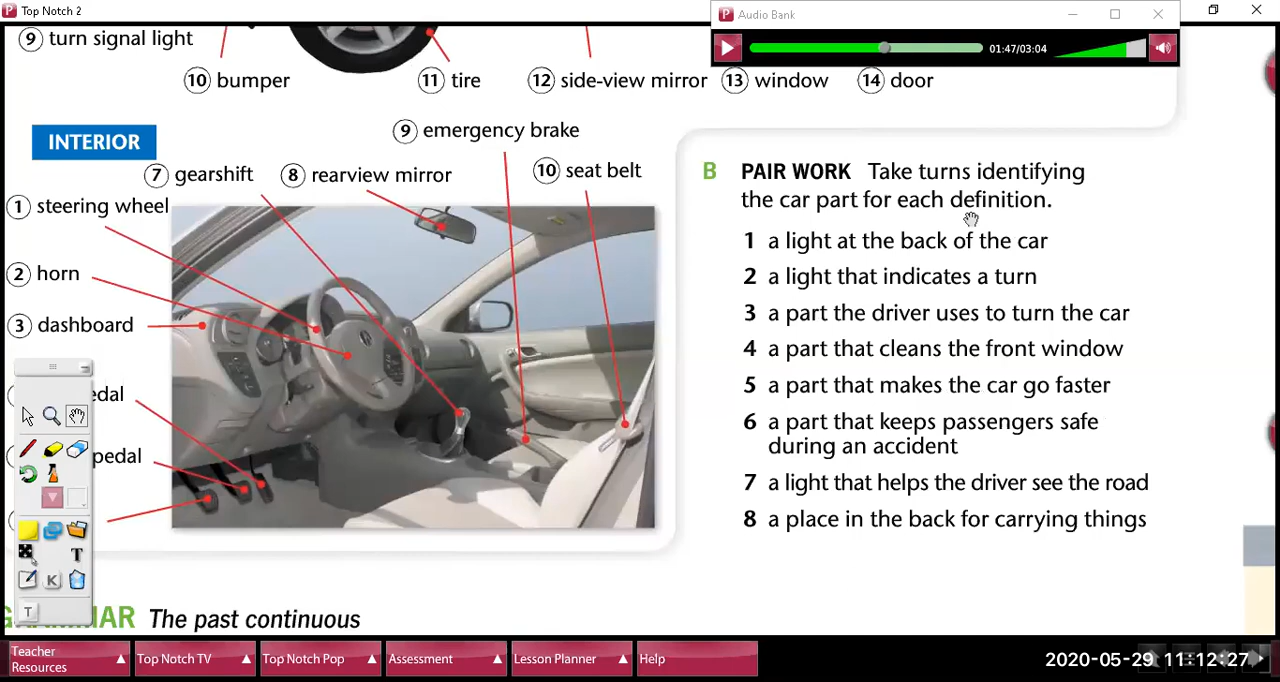 Top Notch 2
Audio Bank
01:47/03:04
9 turn signal light
10 bumper
11 tire
12 side-view mirror
13 window
14 door
INTERIOR
9 emergency brake
7 gearshift
8 rearview mirror
10 seat belt
1 steering wheel
2 horn
3 dashboard
pedal
B PAIR WORK Take turns identifying
the car part for each definition.
1 a light at the back of the car
2 a light that indicates a turn
3 a part the driver uses to turn the car
4 a part that cleans the front window
5 a part that makes the car go faster
6 a part that keeps passengers safe
during an accident
7 a light that helps the driver see the road
8 a place in the back for carrying things
T
K
T
GRAMMAR The past continuous
Teacher
Resources
Top Notch TV
Top Notch Pop
Assessment
Lesson Planner
Help
2020-05-29 11:12:27